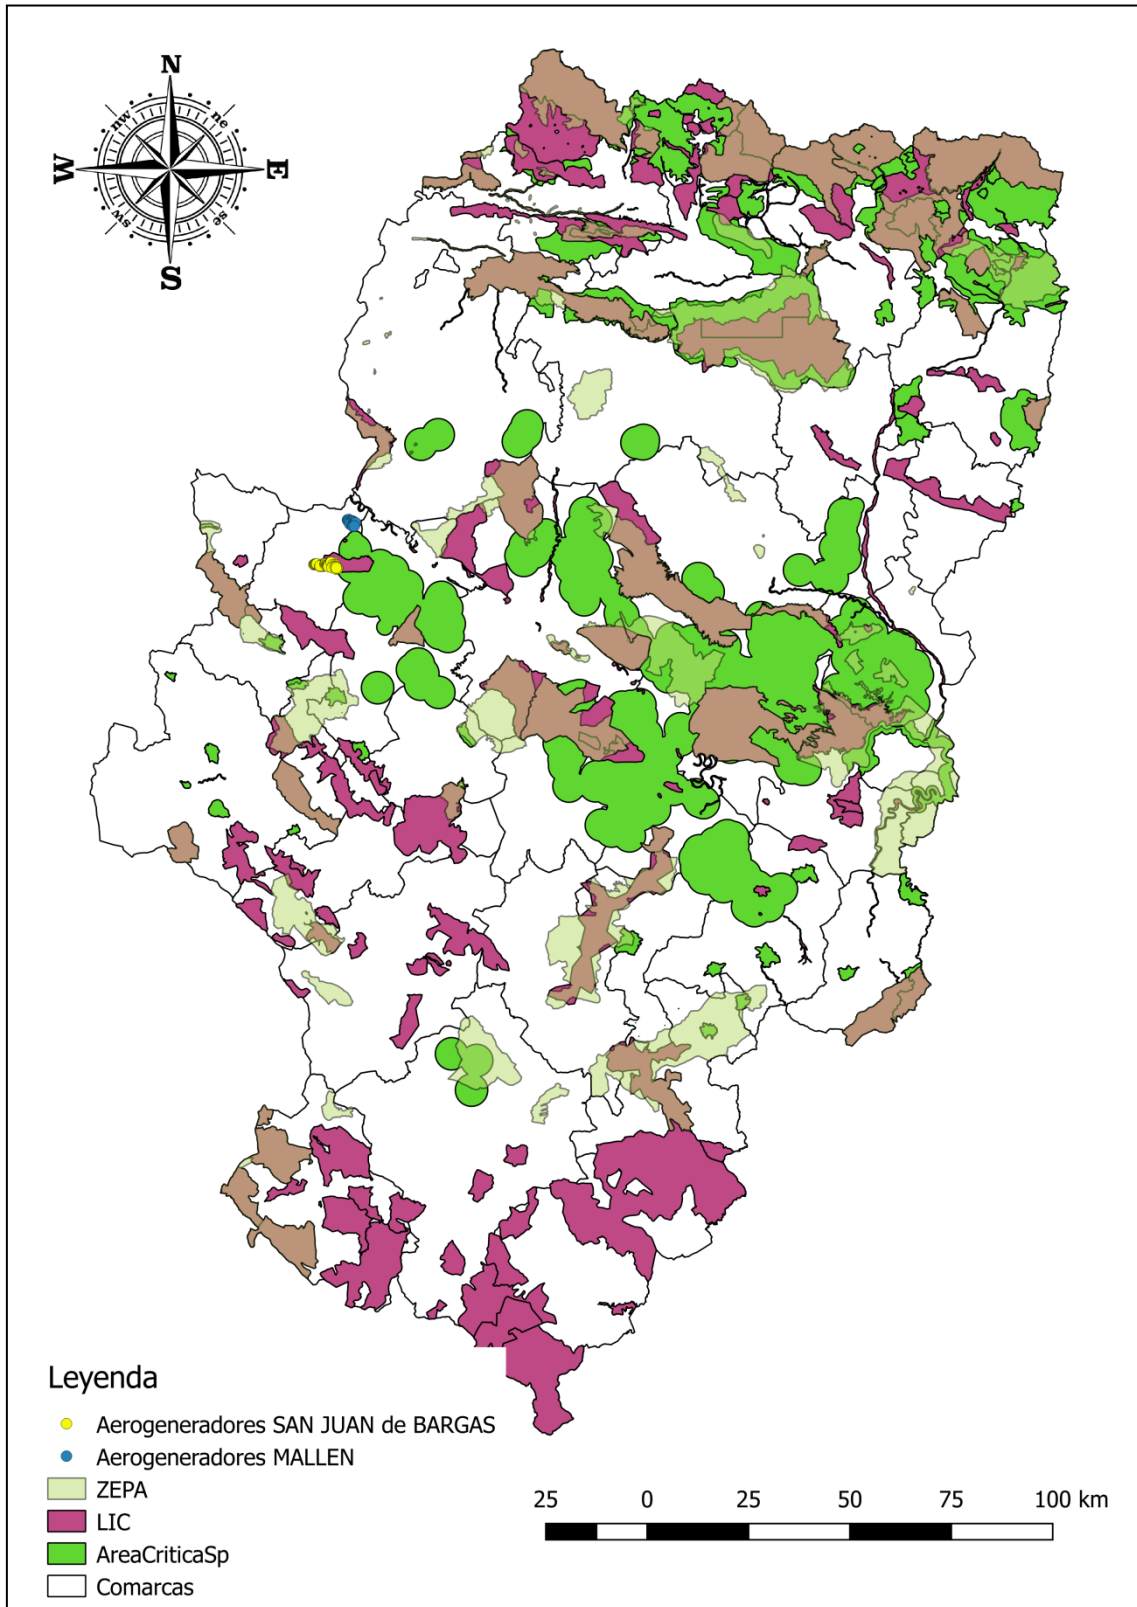 N
nw
ne
W
E
sw
se
S
Leyenda
Aerogeneradores SAN JUAN de BARGAS
Aerogeneradores MALLEN
ZEPA
LIC
AreaCriticaSp
Comarcas
25 0 25 50 75 100 km